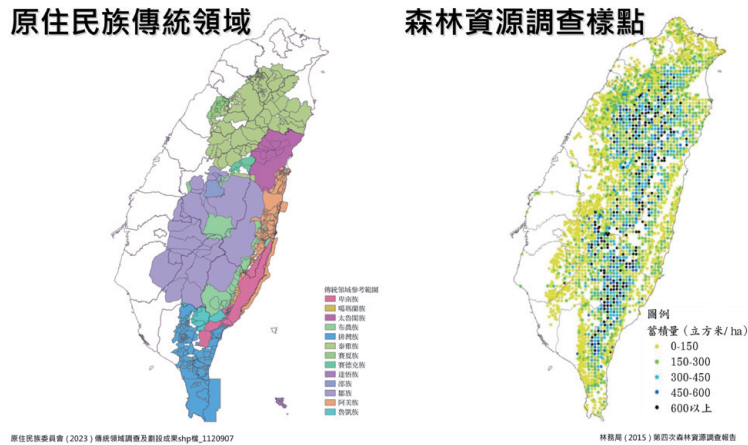 原住民族傳統領域
森林資源調查樣點
傳統領域參考範圍
卑南族
噶瑪蘭族
太魯閣族
布農族
排灣族
泰雅族
賽夏族
賽德克族
達悟族
邵族
鄒族
阿美族
魯凱族
圖例
蓄積量（立方米/ha）
0-150
150-300
300-450
450-600
600以上
原住民族委員會（2023）傳統領域調查及劃設成果shp檔_1120907
林務局（2015）第四次森林資源調查報告